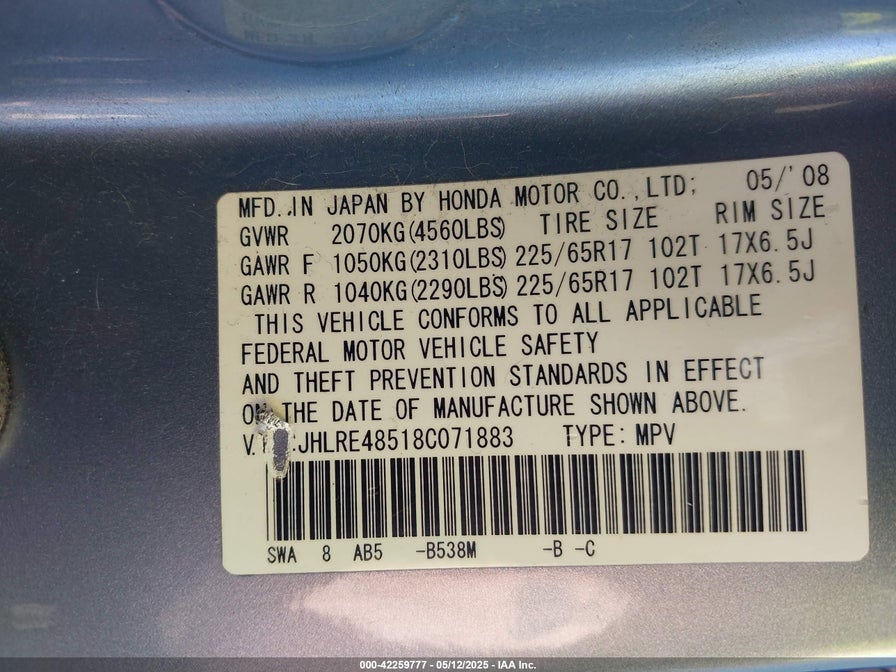 MFD. IN JAPAN BY HONDA MOTOR CO.,LTD; 05/'08
GVWR 2070KG(4560LBS) TIRE SIZE RIM SIZE
GAWR F 1050KG(2310LBS) 225/65R17 102T 17X6.5J
GAWR R 1040KG(2290LBS) 225/65R17 102T 17X6.5J
THIS VEHICLE CONFORMS TO ALL APPLICABLE
FEDERAL MOTOR VEHICLE SAFETY
AND THEFT PREVENTION STANDARDS IN EFFECT
ON THE DATE OF MANUFACTURE SHOWN ABOVE.
V. :JHLRE48518C071883 TYPE: MPV
SWA 8 AB5 -B538M -B -C
000-42259777 - 05/12/2025 - IAA Inc.